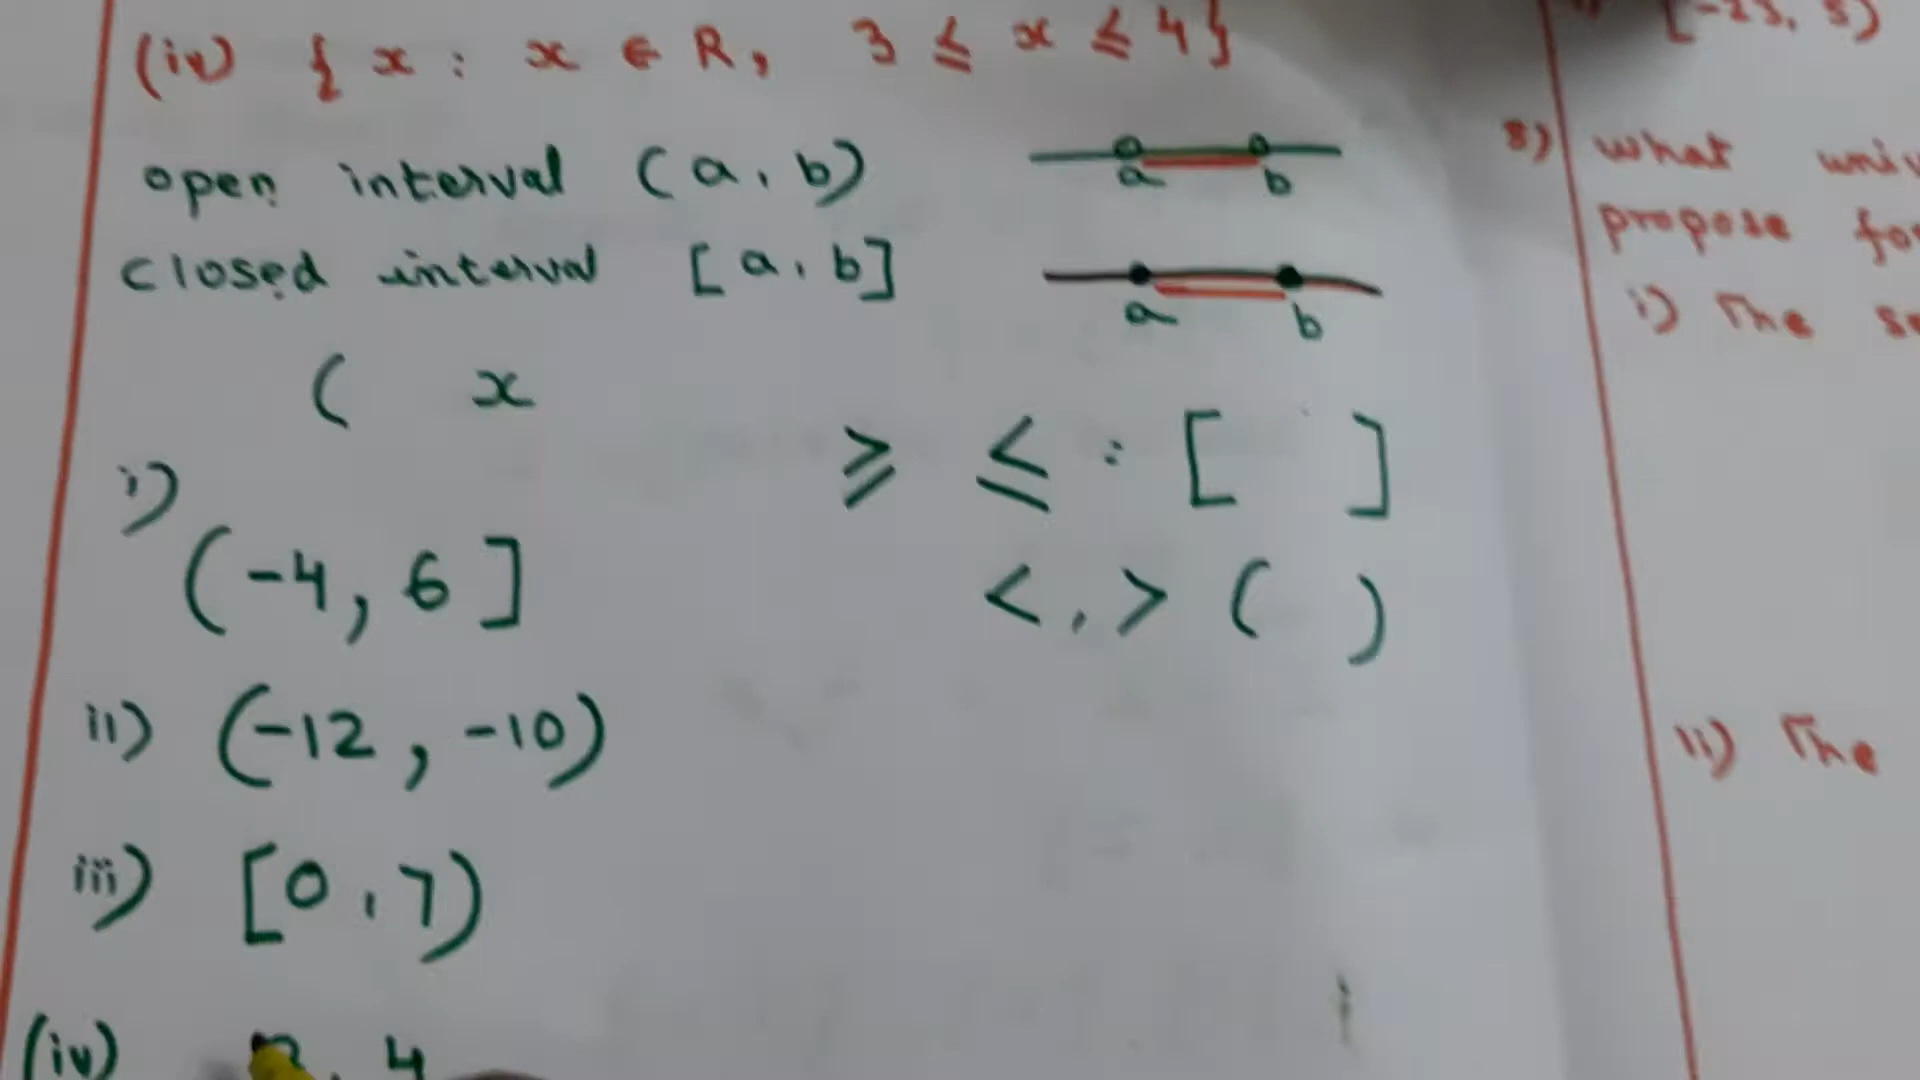 (iv) { x : x ∈ R, 3 ≤ x ≤ 4}
open interval (a, b)
a b
closed interval [a, b]
a b
( x
≥ ≤ : [ ]
i)
(-4, 6]
< , > ( )
ii) (-12, -10)
iii) [0, 7)
(iv) 3, 4
8) what
propose
i) The
ii) The